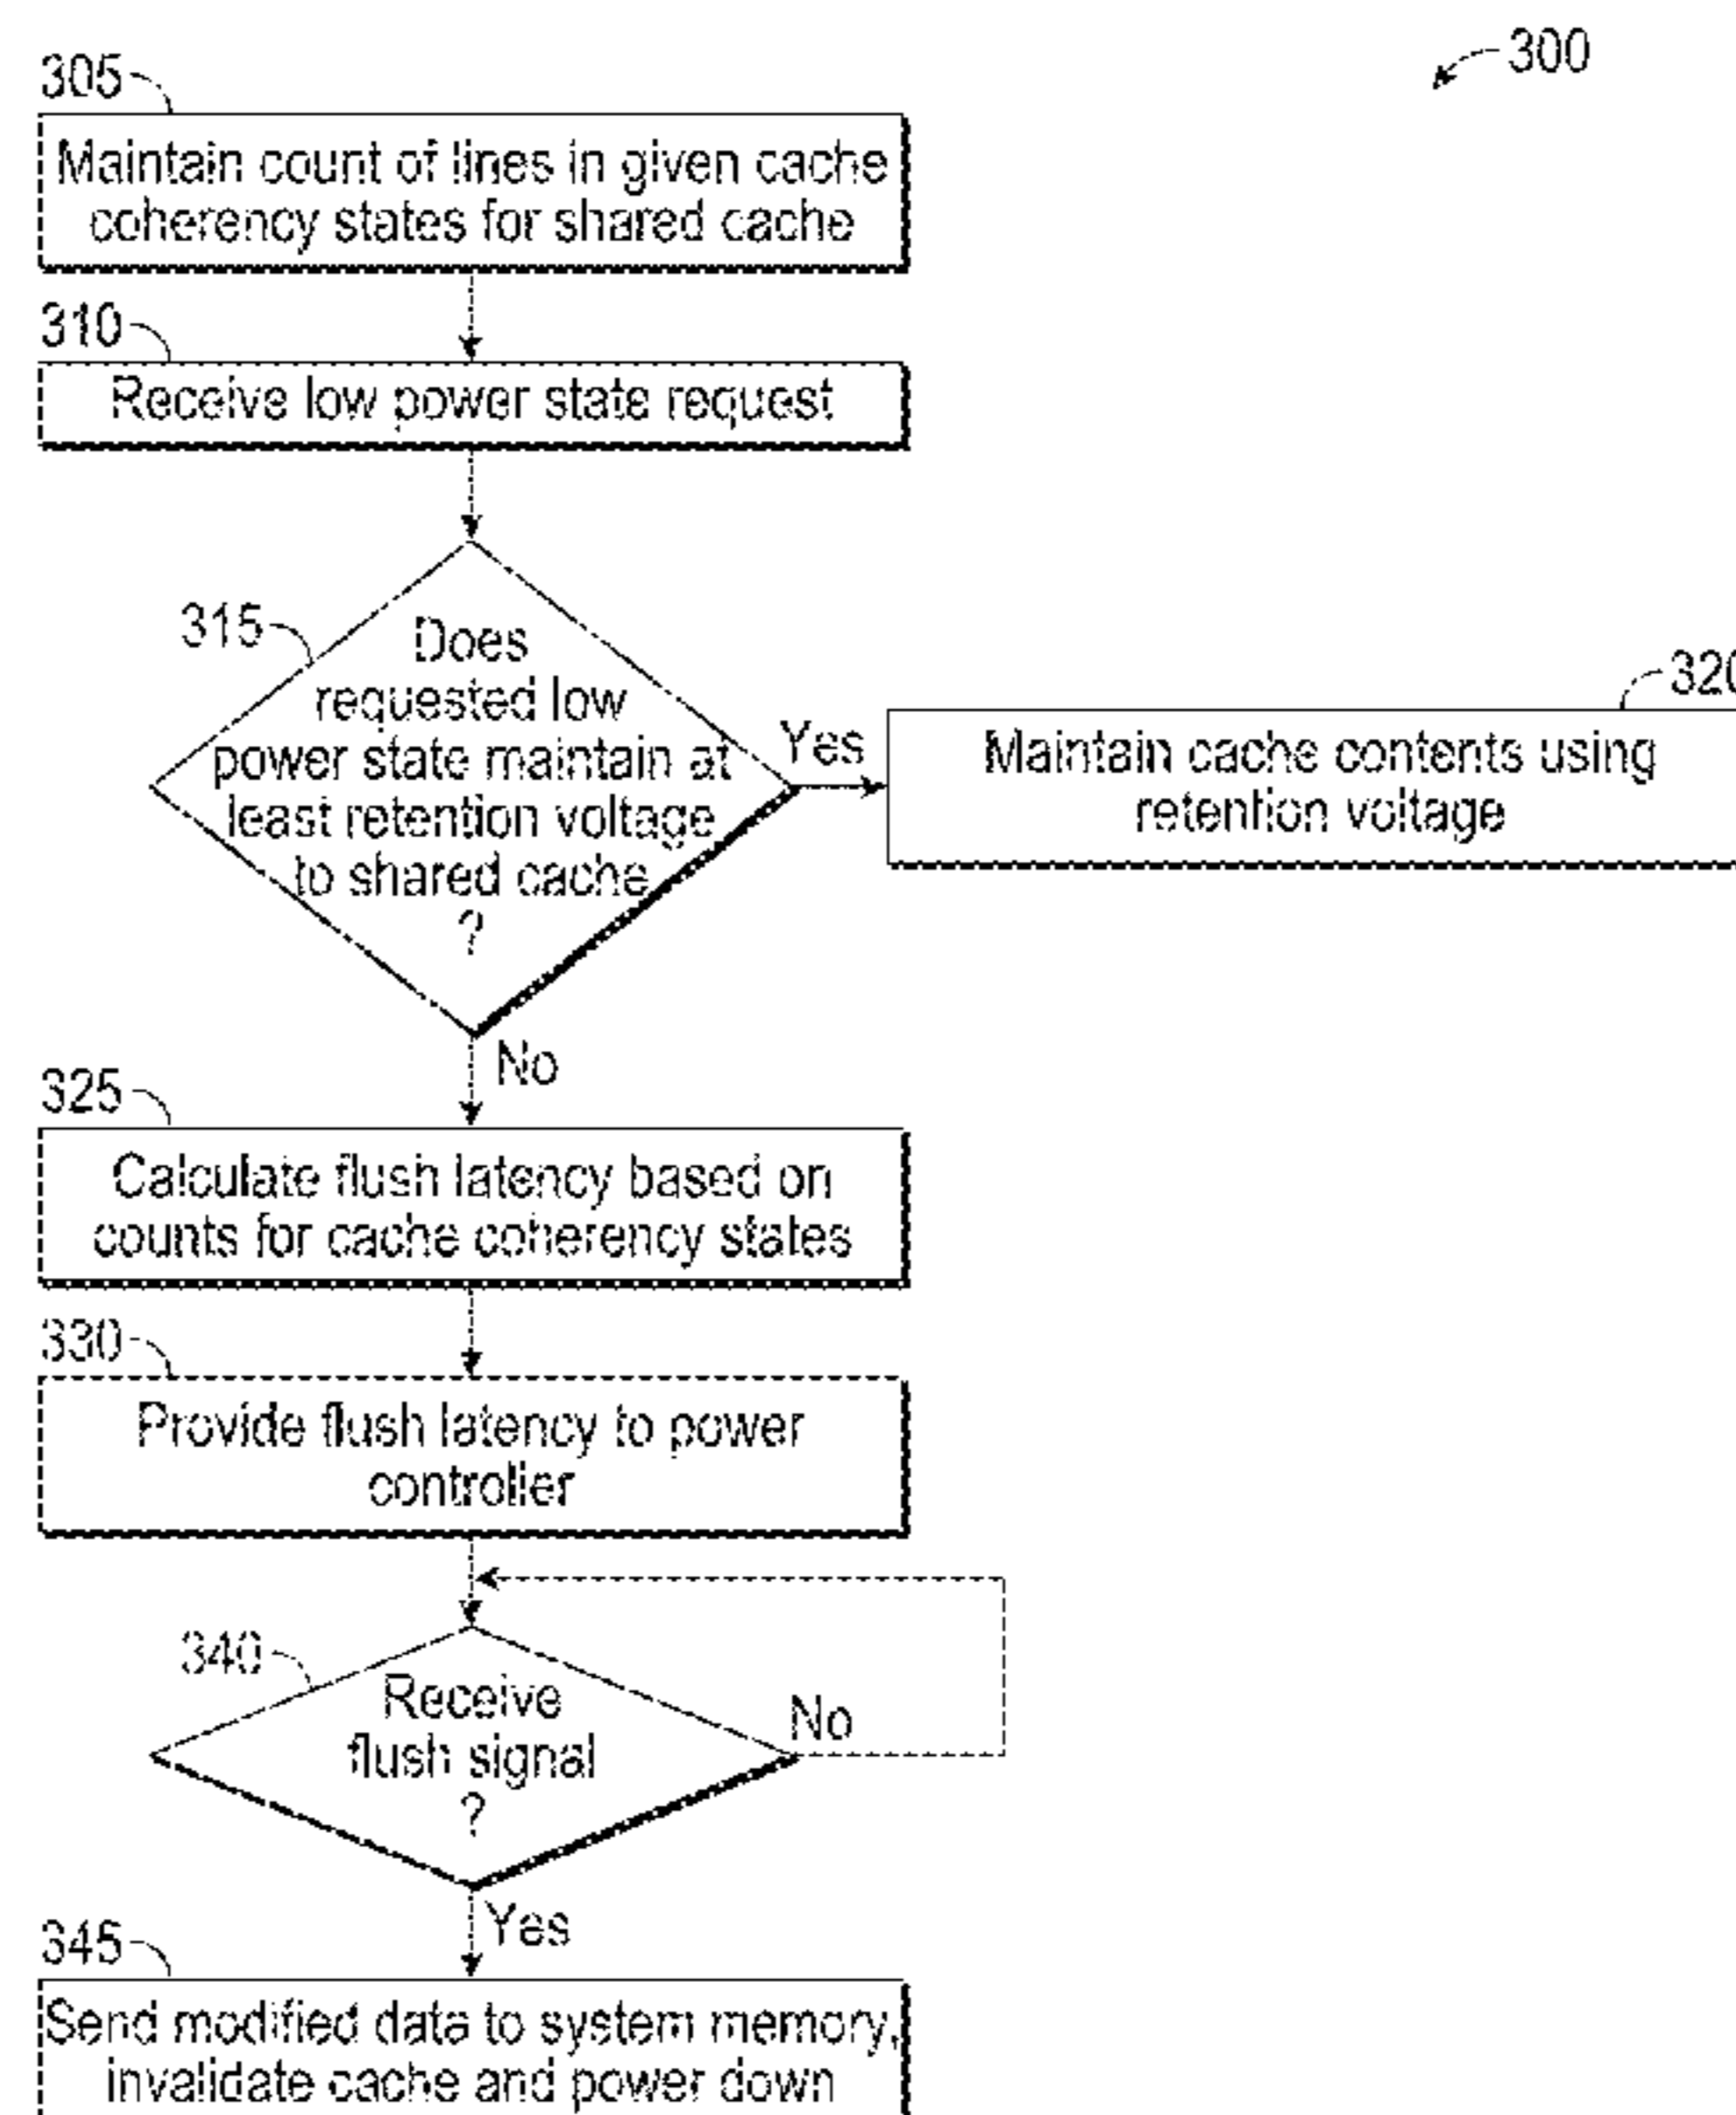 300
305
Maintain count of lines in given cache
coherency states for shared cache
310
Receive low power state request
315
Does
requested low
power state maintain at
least retention voltage
to shared cache
?
Yes
320
Maintain cache contents using
retention voltage
No
325
Calculate flush latency based on
counts for cache coherency states
330
Provide flush latency to power
controller
340
Receive
flush signal
?
No
Yes
345
Send modified data to system memory,
invalidate cache and power down